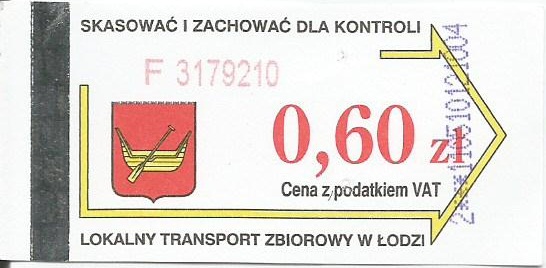 SKASOWAĆ I ZACHOWAĆ DLA KONTROLI
F 3179210
0,60 zł
Cena z podatkiem VAT
LOKALNY TRANSPORT ZBIOROWY W ŁODZI